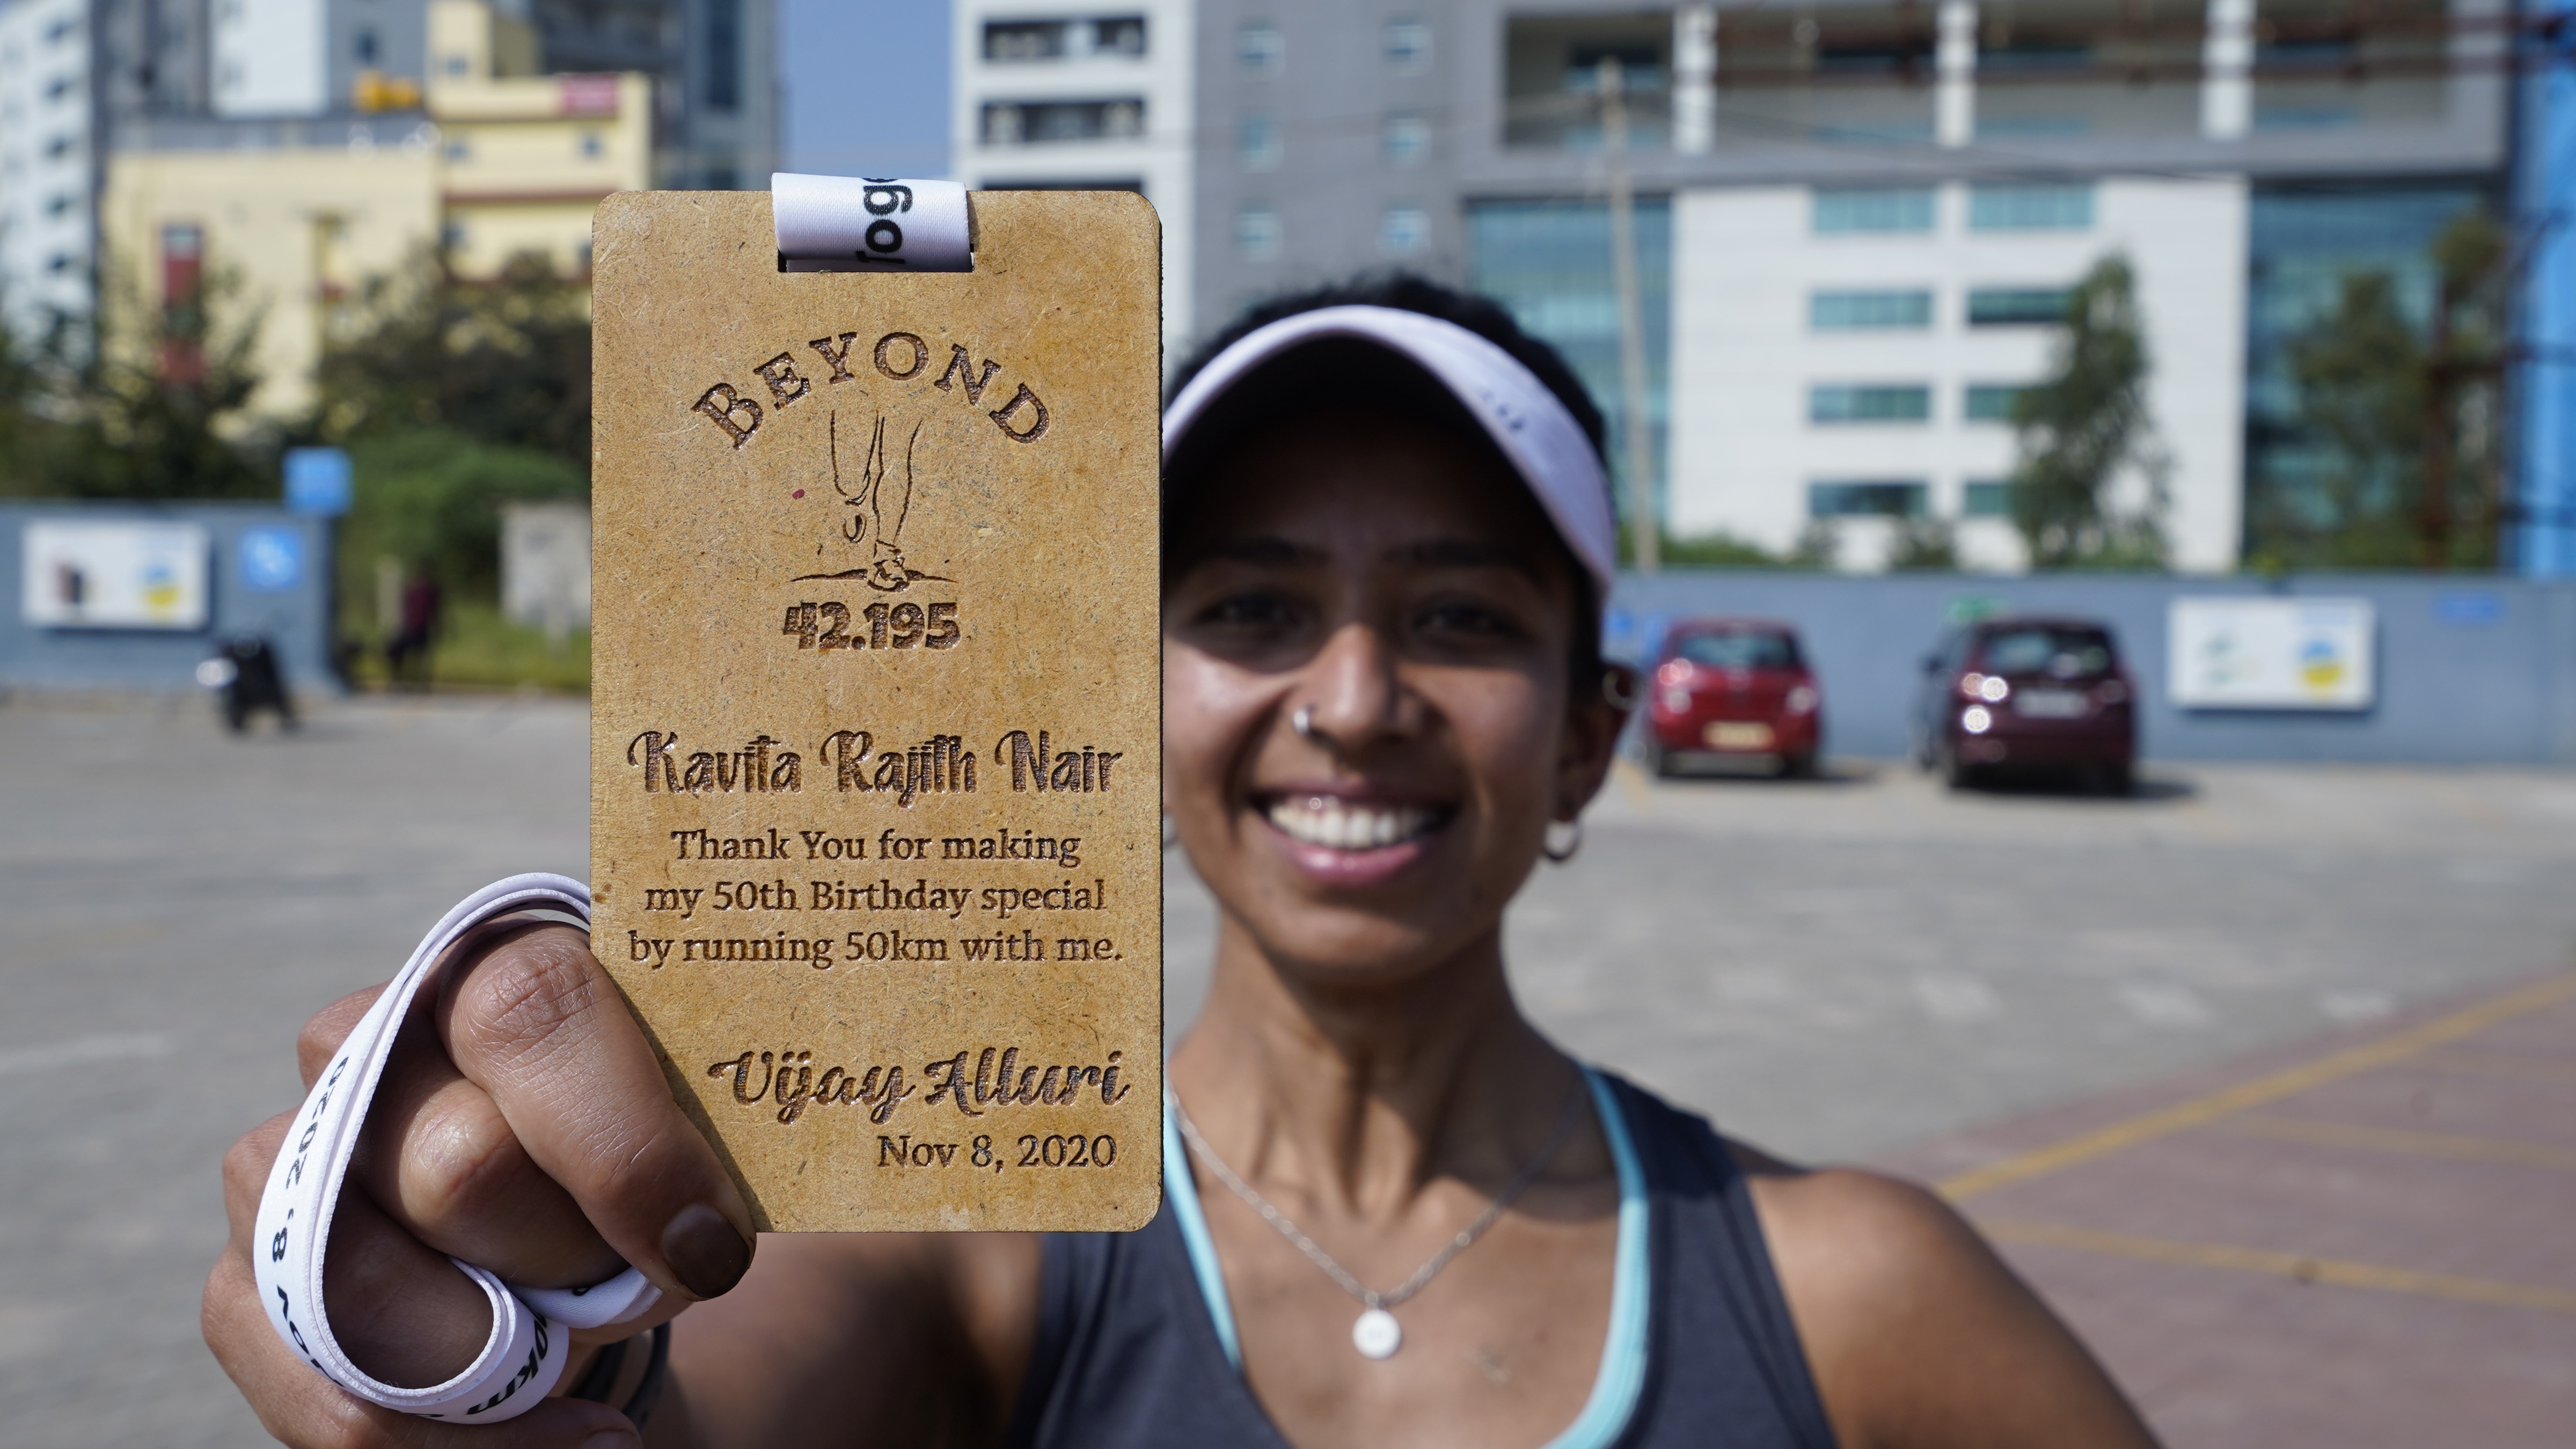 BEYOND
42.195
Kavita Rajith Nair
Thank You for making
my 50th Birthday special
by running 50km with me.
Vijay Alluri
Nov 8, 2020
8, 2020